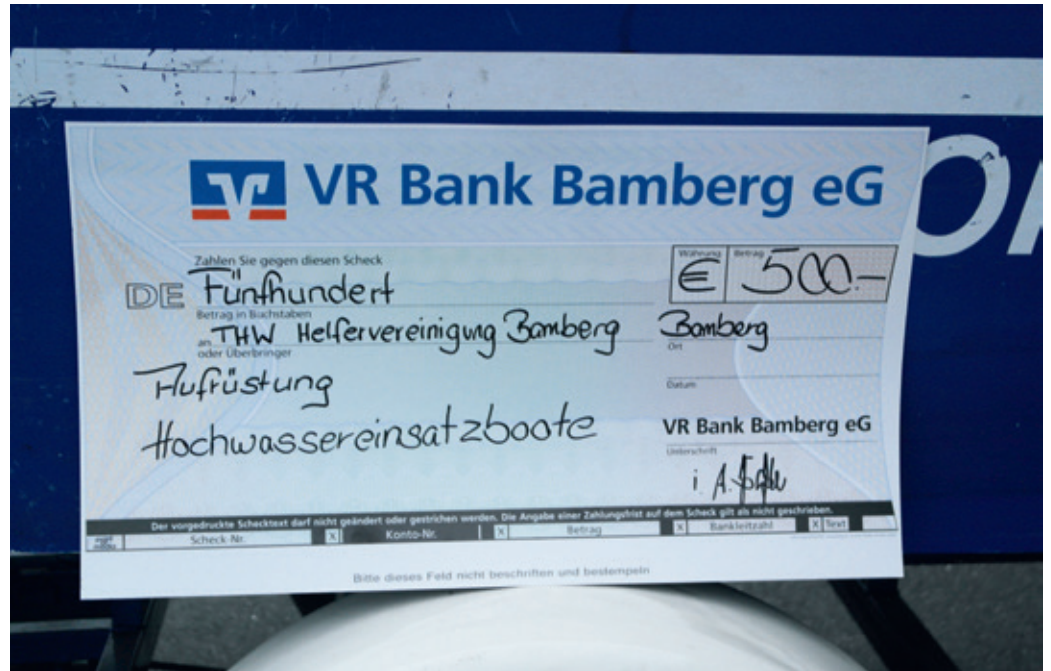 VR Bank Bamberg eG
Zahlen Sie gegen diesen Scheck
Währung Betrag
DE Fünfhundert € 500.-
Betrag in Buchstaben
an THW Helfervereinigung Bamberg Bamberg
oder Überbringer Ort
Aufrüstung
Datum
Hochwassereinsatzboote VR Bank Bamberg eG
Unterschrift
i. A.
Der vorgedruckte Schecktext darf nicht geändert oder gestrichen werden. Die Angabe einer Zahlungsfrist auf dem Scheck gilt als nicht geschrieben.
Scheck-Nr. X Konto-Nr. X Betrag X Bankleitzahl X Text
Bitte dieses Feld nicht beschriften und bestempeln